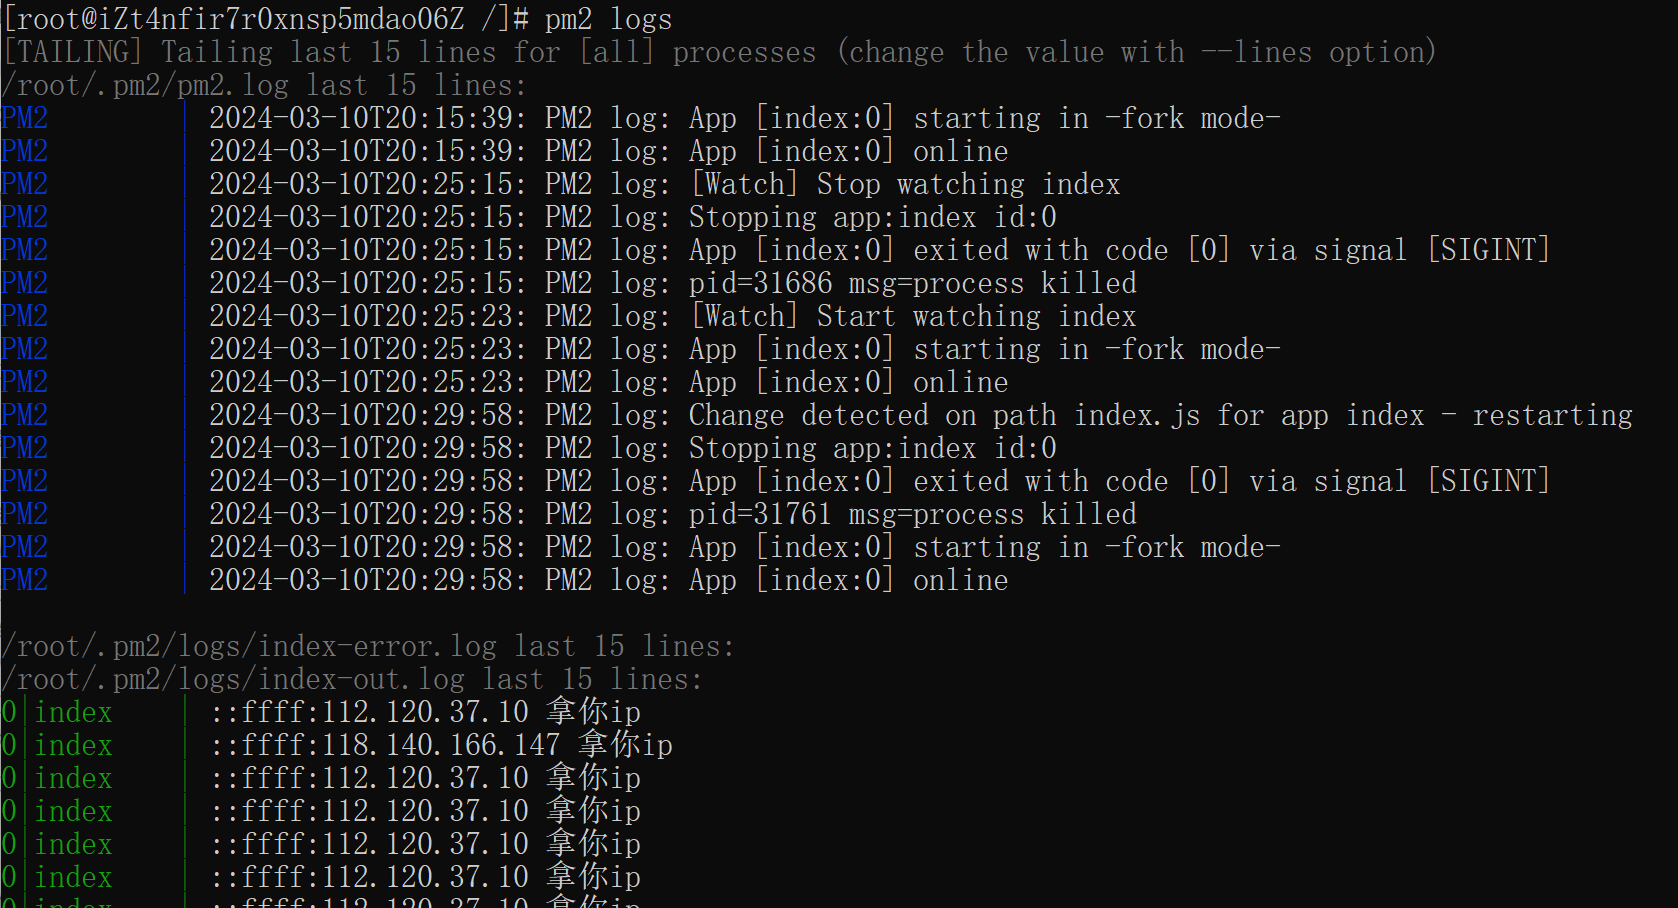 [root@iZt4nfir7r0xnsp5mdao06Z /]# pm2 logs
[TAILING] Tailing last 15 lines for [all] processes (change the value with --lines option)
/root/.pm2/pm2.log last 15 lines:
PM2 | 2024-03-10T20:15:39: PM2 log: App [index:0] starting in -fork mode-
PM2 | 2024-03-10T20:15:39: PM2 log: App [index:0] online
PM2 | 2024-03-10T20:25:15: PM2 log: [Watch] Stop watching index
PM2 | 2024-03-10T20:25:15: PM2 log: Stopping app:index id:0
PM2 | 2024-03-10T20:25:15: PM2 log: App [index:0] exited with code [0] via signal [SIGINT]
PM2 | 2024-03-10T20:25:15: PM2 log: pid=31686 msg=process killed
PM2 | 2024-03-10T20:25:23: PM2 log: [Watch] Start watching index
PM2 | 2024-03-10T20:25:23: PM2 log: App [index:0] starting in -fork mode-
PM2 | 2024-03-10T20:25:23: PM2 log: App [index:0] online
PM2 | 2024-03-10T20:29:58: PM2 log: Change detected on path index.js for app index - restarting
PM2 | 2024-03-10T20:29:58: PM2 log: Stopping app:index id:0
PM2 | 2024-03-10T20:29:58: PM2 log: App [index:0] exited with code [0] via signal [SIGINT]
PM2 | 2024-03-10T20:29:58: PM2 log: pid=31761 msg=process killed
PM2 | 2024-03-10T20:29:58: PM2 log: App [index:0] starting in -fork mode-
PM2 | 2024-03-10T20:29:58: PM2 log: App [index:0] online
/root/.pm2/logs/index-error.log last 15 lines:
/root/.pm2/logs/index-out.log last 15 lines:
0|index | ::ffff:112.120.37.10 拿你ip
0|index | ::ffff:118.140.166.147 拿你ip
0|index | ::ffff:112.120.37.10 拿你ip
0|index | ::ffff:112.120.37.10 拿你ip
0|index | ::ffff:112.120.37.10 拿你ip
0|index | ::ffff:112.120.37.10 拿你ip
0|index | ::ffff:112.120.37.10 拿你ip